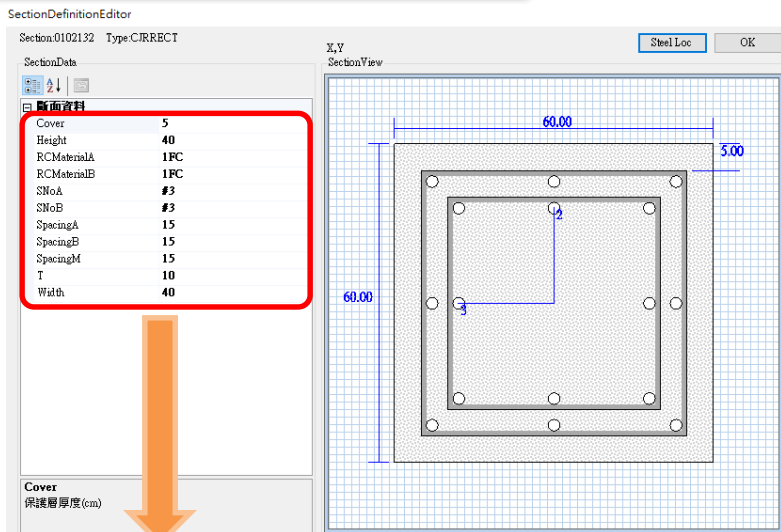 SectionDefinitionEditor
Section:0102132 Type:CJRRECT
SectionData
斷面資料
Cover 5
Height 40
RCMaterialA 1FC
RCMaterialB 1FC
SNoA #3
SNoB #3
SpacingA 15
SpacingB 15
SpacingM 15
T 10
Width 40
Cover
保護層厚度(cm)
X,Y
Steel Loc OK
SectionView
60.00
5.00
2
60.00
3